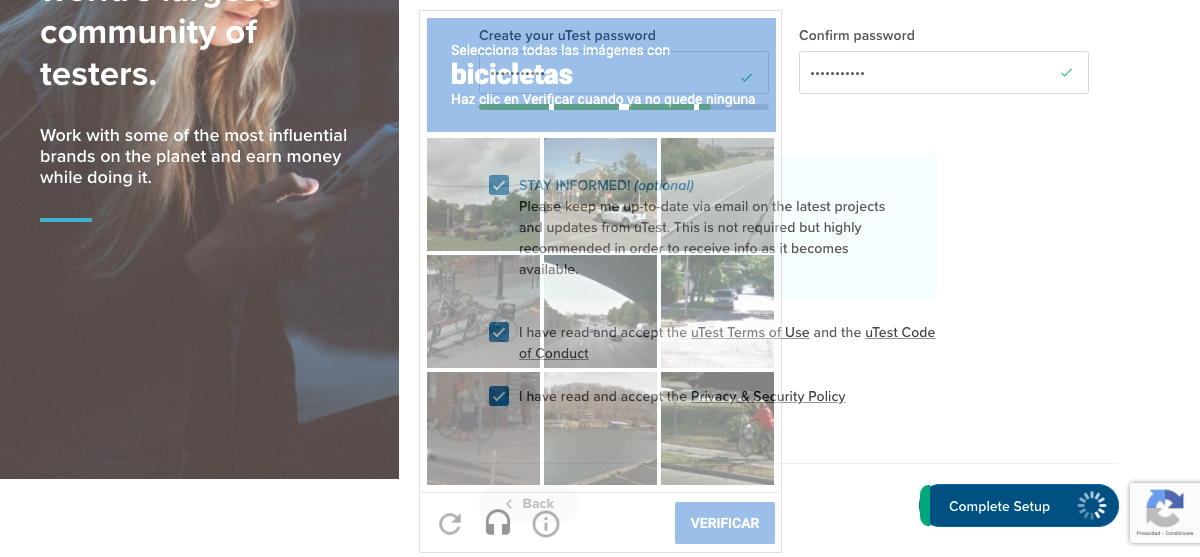 world's largest
community of
testers.
Work with some of the most influential
brands on the planet and earn money
while doing it.
Create your uTest password
Confirm password
•••••••••••
Selecciona todas las imágenes con
bicicletas
Haz clic en Verificar cuando ya no quede ninguna
STAY INFORMED! (optional)
Please keep me up-to-date via email on the latest projects
and updates from uTest. This is not required but highly
recommended in order to receive info as it becomes
available.
I have read and accept the uTest Terms of Use and the uTest Code
of Conduct
I have read and accept the Privacy & Security Policy
Back
VERIFICAR
Complete Setup
Privacidad - Condiciones